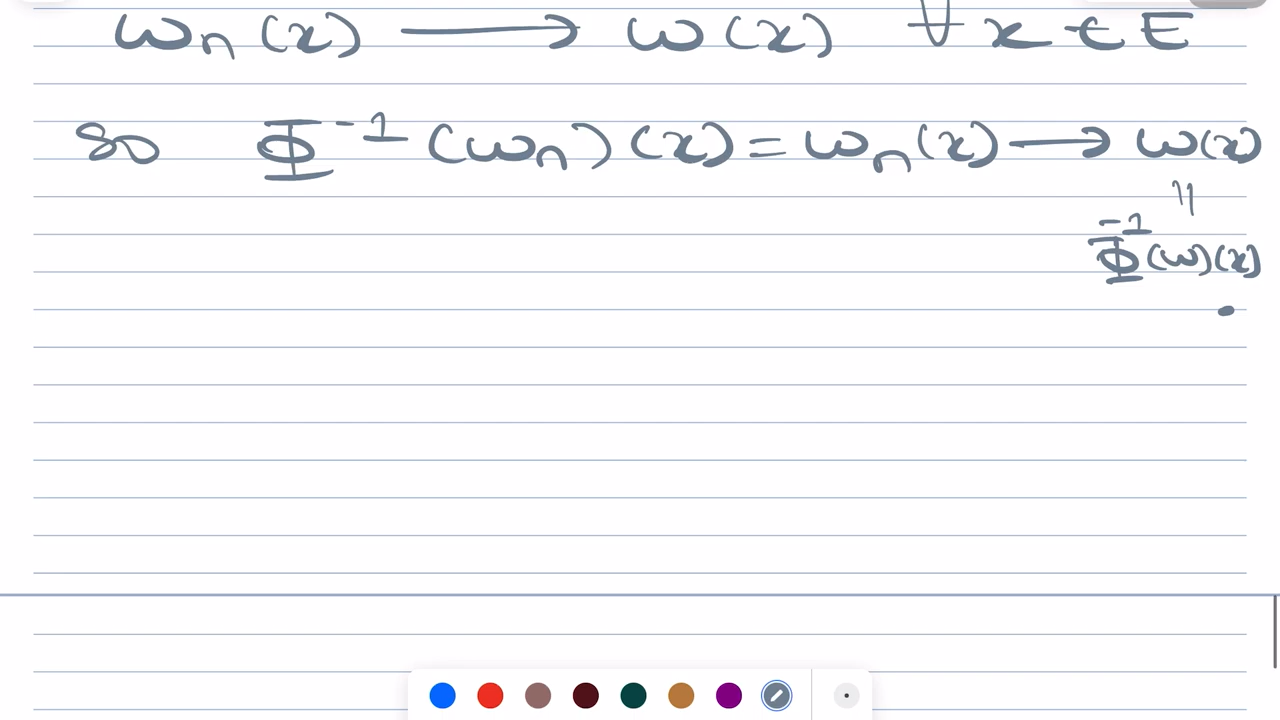 ωn(x) ⟶ ω(x) ∀ x ∈ E
So Φ⁻¹(ωn)(x) = ωn(x) ⟶ ω(x)
||
Φ⁻¹(ω)(x)
.